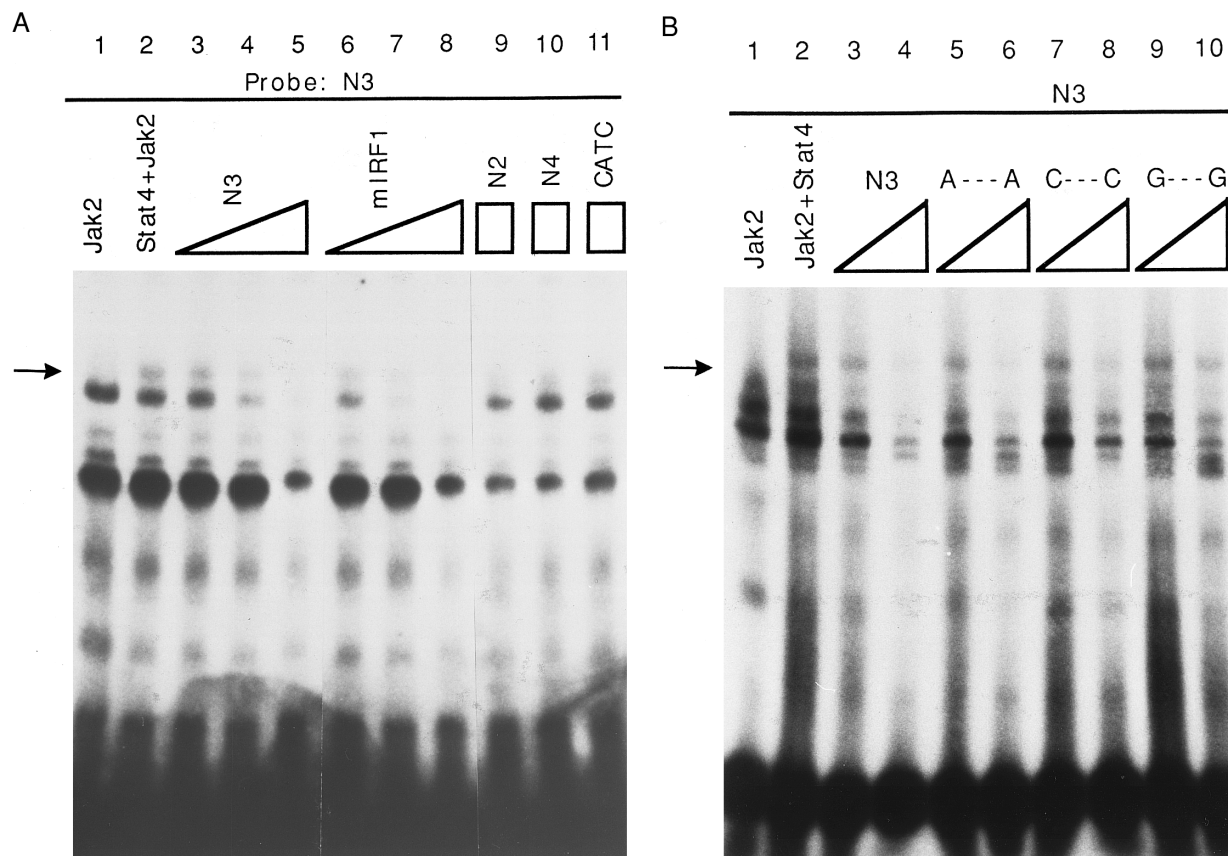 A
1 2 3 4 5 6 7 8 9 10 11
Probe: N3
Jak2
Stat4+Jak2
N3
mIRF1
N2
N4
CATC
B
1 2 3 4 5 6 7 8 9 10
N3
Jak2
Jak2+Stat4
N3
A---A
C---C
G---G